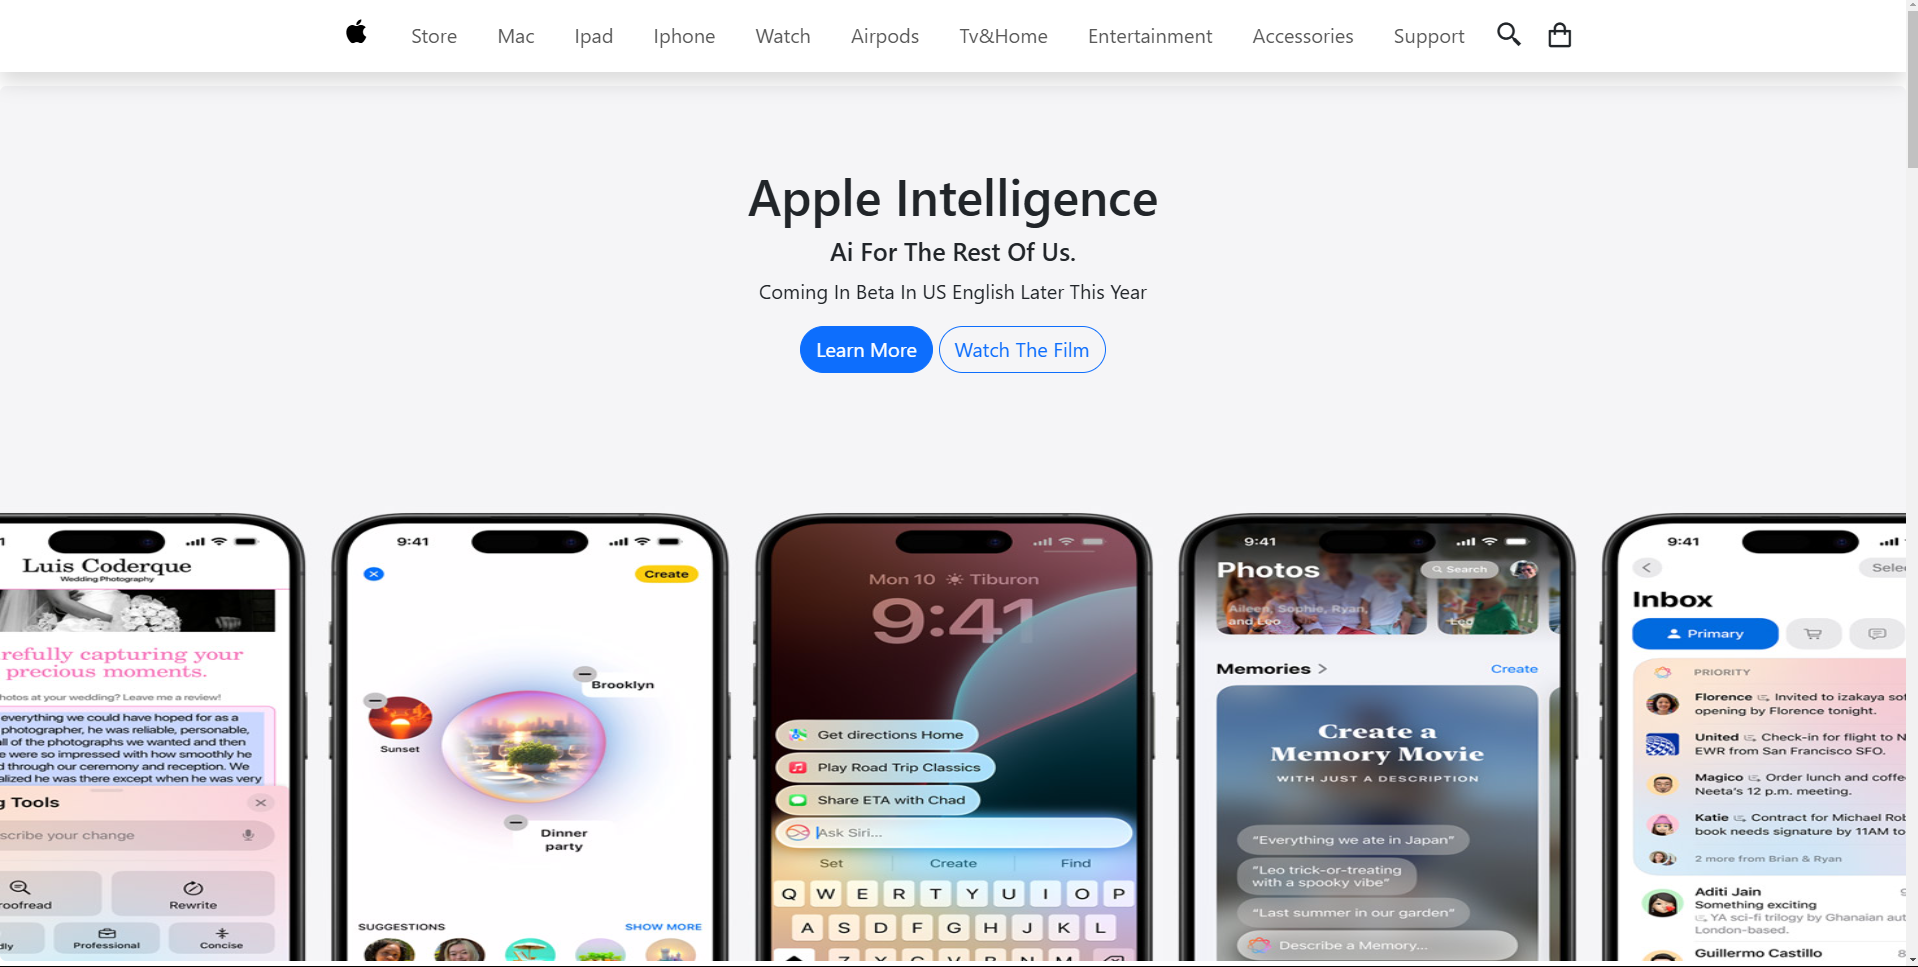 Store Mac Ipad Iphone Watch Airpods Tv&Home Entertainment Accessories Support
Apple Intelligence
Ai For The Rest Of Us.
Coming In Beta In US English Later This Year
Learn More Watch The Film
Luis Coderque
Wedding Photography
refully capturing your
precious moments.
hotos at your wedding? Leave me a review!
everything we could have hoped for as a
photographer, he was reliable, personable,
ll of the photographs we wanted and then
e were so impressed with how smoothly he
d through our ceremony and reception. We
alized he was there except when he was very
g Tools
scribe your change
roofread Rewrite
dly Professional Concise
9:41
Create
Brooklyn
Sunset
Dinner
party
SUGGESTIONS SHOW MORE
Mon 10 Tiburon
9:41
Get directions Home
Play Road Trip Classics
Share ETA with Chad
Ask Siri...
Set Create Find
Q W E R T Y U I O P
A S D F G H J K L
Z X C V B N M
9:41
Photos Search
Aileen, Sophie, Ryan,
and Leo
Leo
Memories > Create
Create a
Memory Movie
WITH JUST A DESCRIPTION
“Everything we ate in Japan”
“Leo trick-or-treating
with a spooky vibe”
“Last summer in our garden”
Describe a Memory...
9:41
Selec
Inbox
Primary
PRIORITY
Florence Invited to izakaya sof
opening by Florence tonight.
United Check-in for flight to N
EWR from San Francisco SFO.
Magico Order lunch and coffe
Neeta's 12 p.m. meeting.
Katie Contract for Michael Rob
book needs signature by 11AM to
2 more from Brian & Ryan
Aditi Jain 9
Something exciting
YA sci-fi trilogy by Ghanaian aut
London-based.
Guillermo Castillo 8